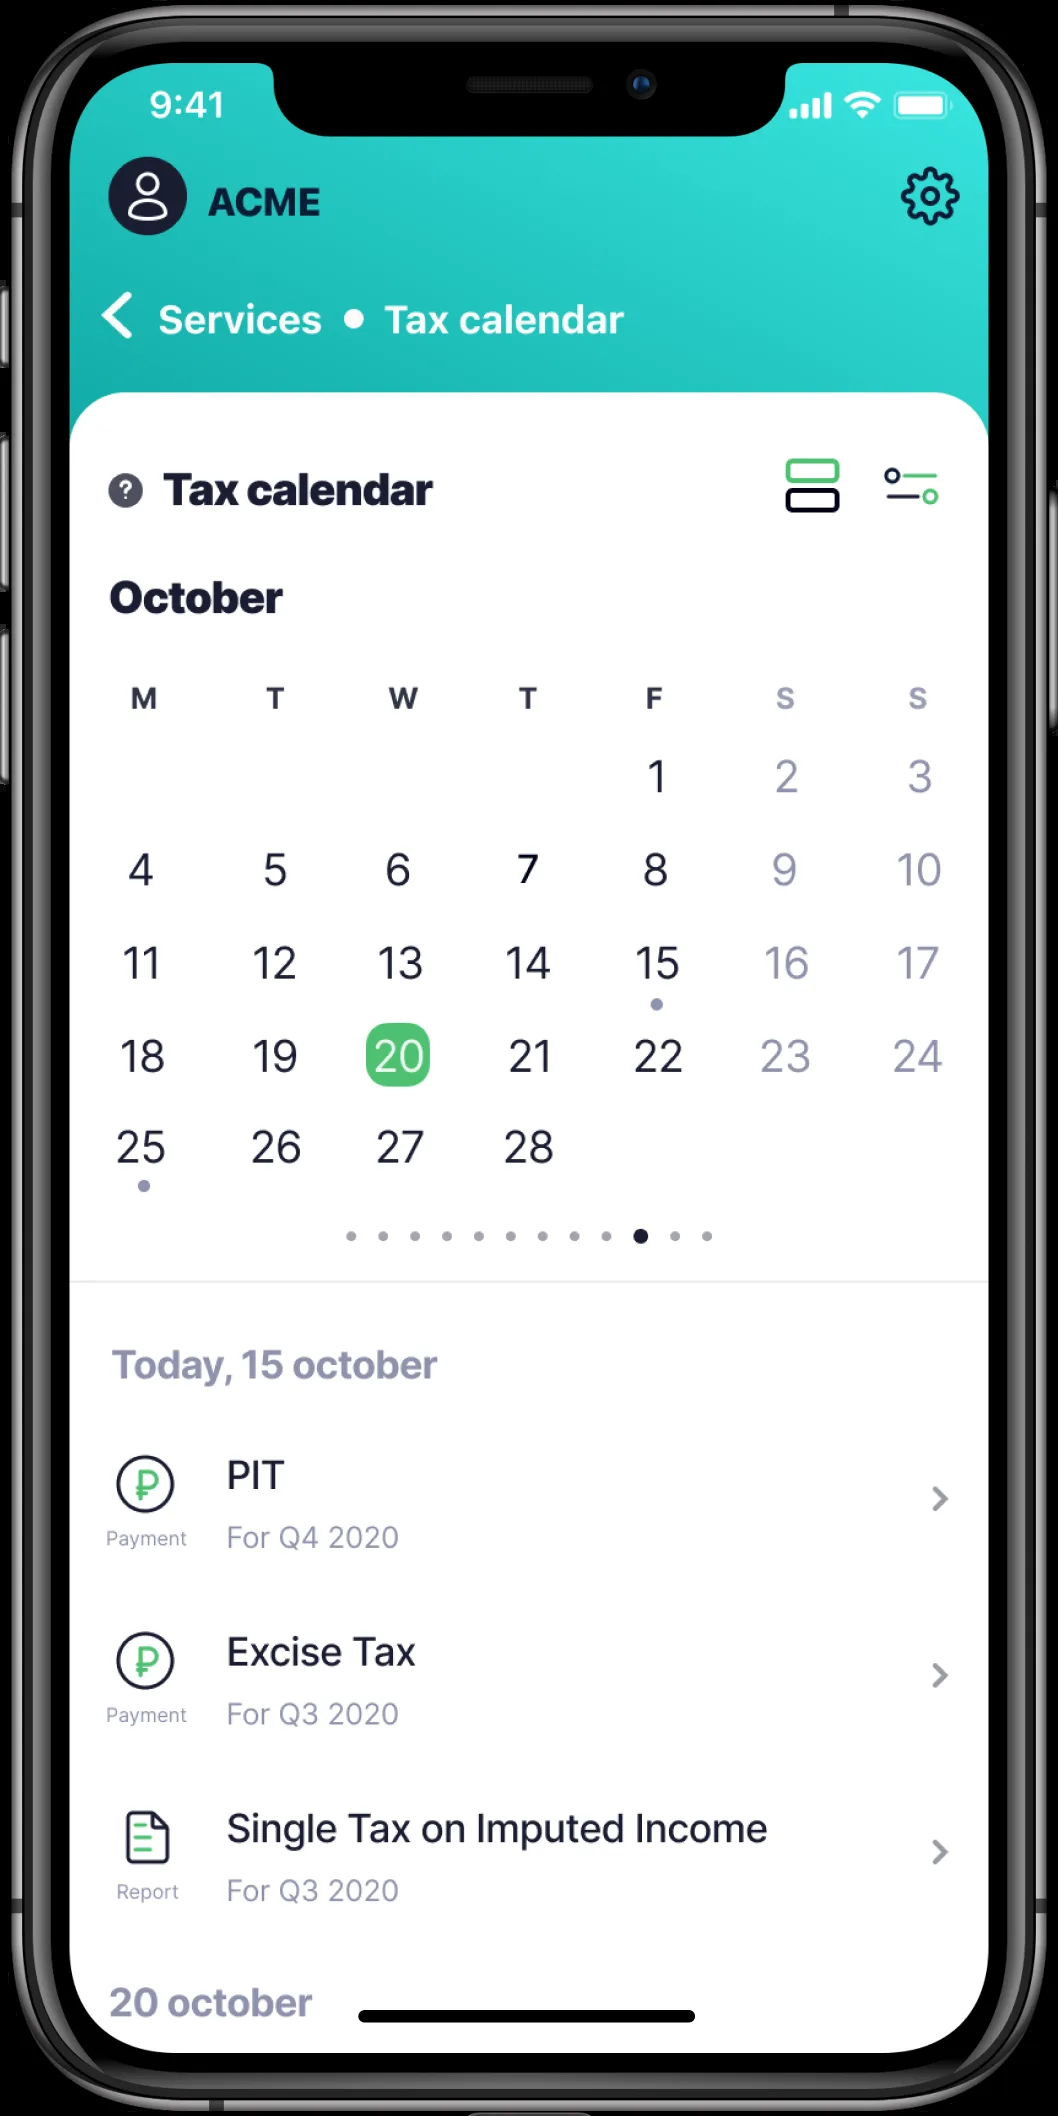 9:41
ACME
Services • Tax calendar
? Tax calendar
October
M T W T F S S
1 2 3
4 5 6 7 8 9 10
11 12 13 14 15 16 17
18 19 20 21 22 23 24
25 26 27 28
Today, 15 october
₽ PIT
Payment For Q4 2020
₽ Excise Tax
Payment For Q3 2020
Single Tax on Imputed Income
Report For Q3 2020
20 october